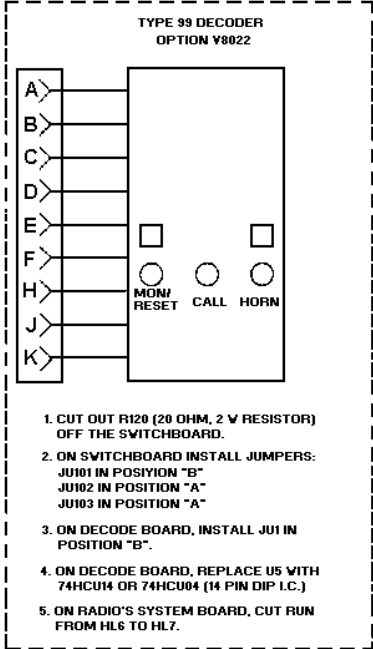 TYPE 99 DECODER
OPTION V8022
A
B
C
D
E
F
H
J
K
MON/
RESET
CALL
HORN
1. CUT OUT R120 (20 OHM, 2 W RESISTOR)
OFF THE SWITCHBOARD.
2. ON SWITCHBOARD INSTALL JUMPERS:
JU101 IN POSIYION "B"
JU102 IN POSITION "A"
JU103 IN POSITION "A"
3. ON DECODE BOARD, INSTALL JU1 IN
POSITION "B".
4. ON DECODE BOARD, REPLACE U5 WITH
74HCU14 OR 74HCU04 (14 PIN DIP I.C.)
5. ON RADIO'S SYSTEM BOARD, CUT RUN
FROM HL6 TO HL7.